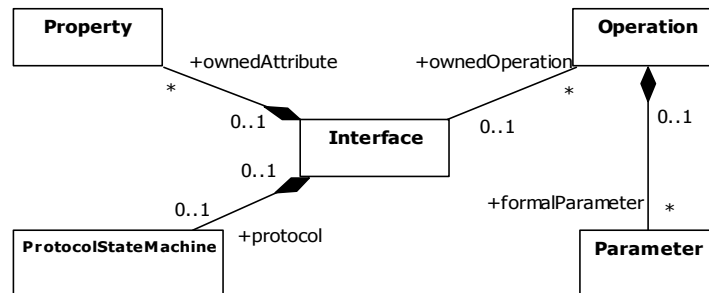 Property
Operation
+ownedAttribute
+ownedOperation
*
*
0..1
0..1
0..1
Interface
0..1
0..1
+formalParameter
*
+protocol
ProtocolStateMachine
Parameter